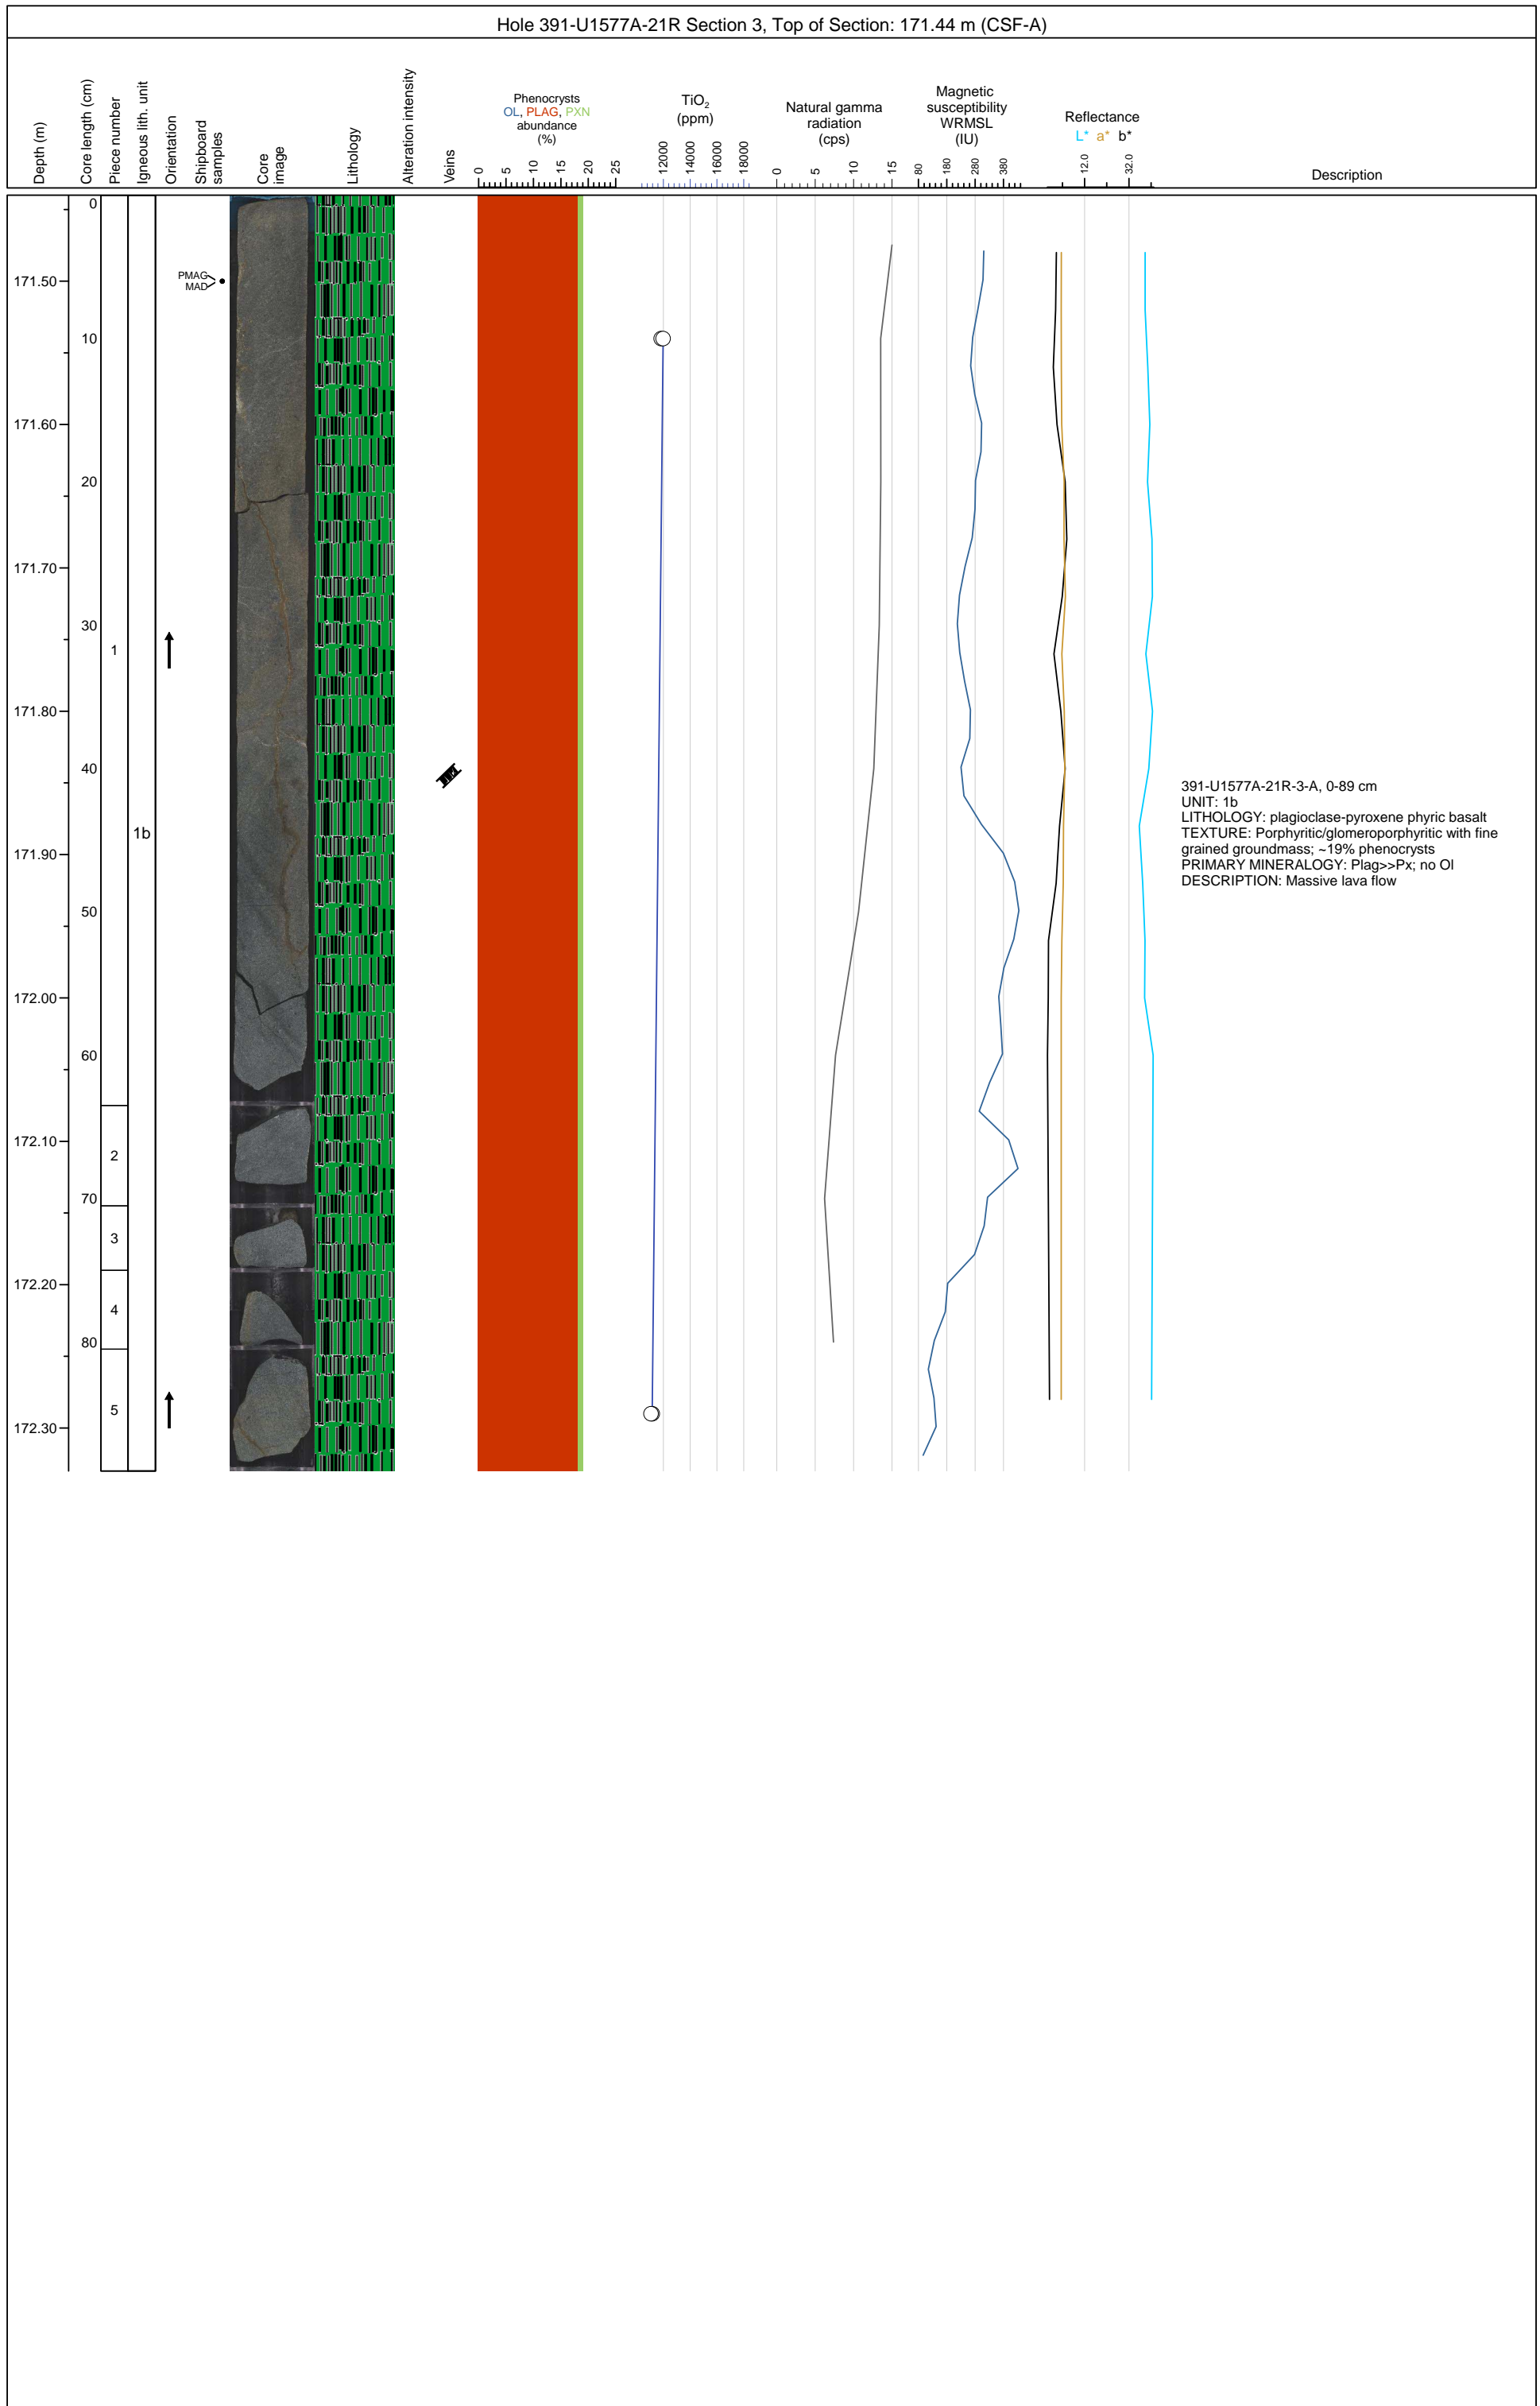 Hole 391-U1577A-21R Section 3, Top of Section: 171.44 m (CSF-A)
Depth (m)
Core length (cm)
Piece number
Igneous lith. unit
Orientation
Shipboard
samples
Core
image
Lithology
Alteration intensity
Veins
Phenocrysts
OL, PLAG, PXN
abundance
(%)
0 5 10 15 20 25
TiO₂
(ppm)
12000 14000 16000 18000
Natural gamma
radiation
(cps)
0 5 10 15
Magnetic
susceptibility
WRMSL
(IU)
80 180 280 380
Reflectance
L* a* b*
12.0 32.0
Description
0
PMAG
171.50
MAD
10
171.60
20
171.70
30
1
171.80
40
391-U1577A-21R-3-A, 0-89 cm
UNIT: 1b
LITHOLOGY: plagioclase-pyroxene phyric basalt
TEXTURE: Porphyritic/glomeroporphyritic with fine
grained groundmass; ~19% phenocrysts
PRIMARY MINERALOGY: Plag>>Px; no Ol
DESCRIPTION: Massive lava flow
1b
171.90
50
172.00
60
172.10
2
70
3
172.20
4
80
5
172.30